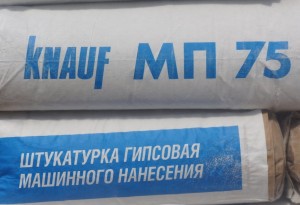 KNAUF МП 75
ШТУКАТУРКА ГИПСОВАЯ
МАШИННОГО НАНЕСЕНИЯ